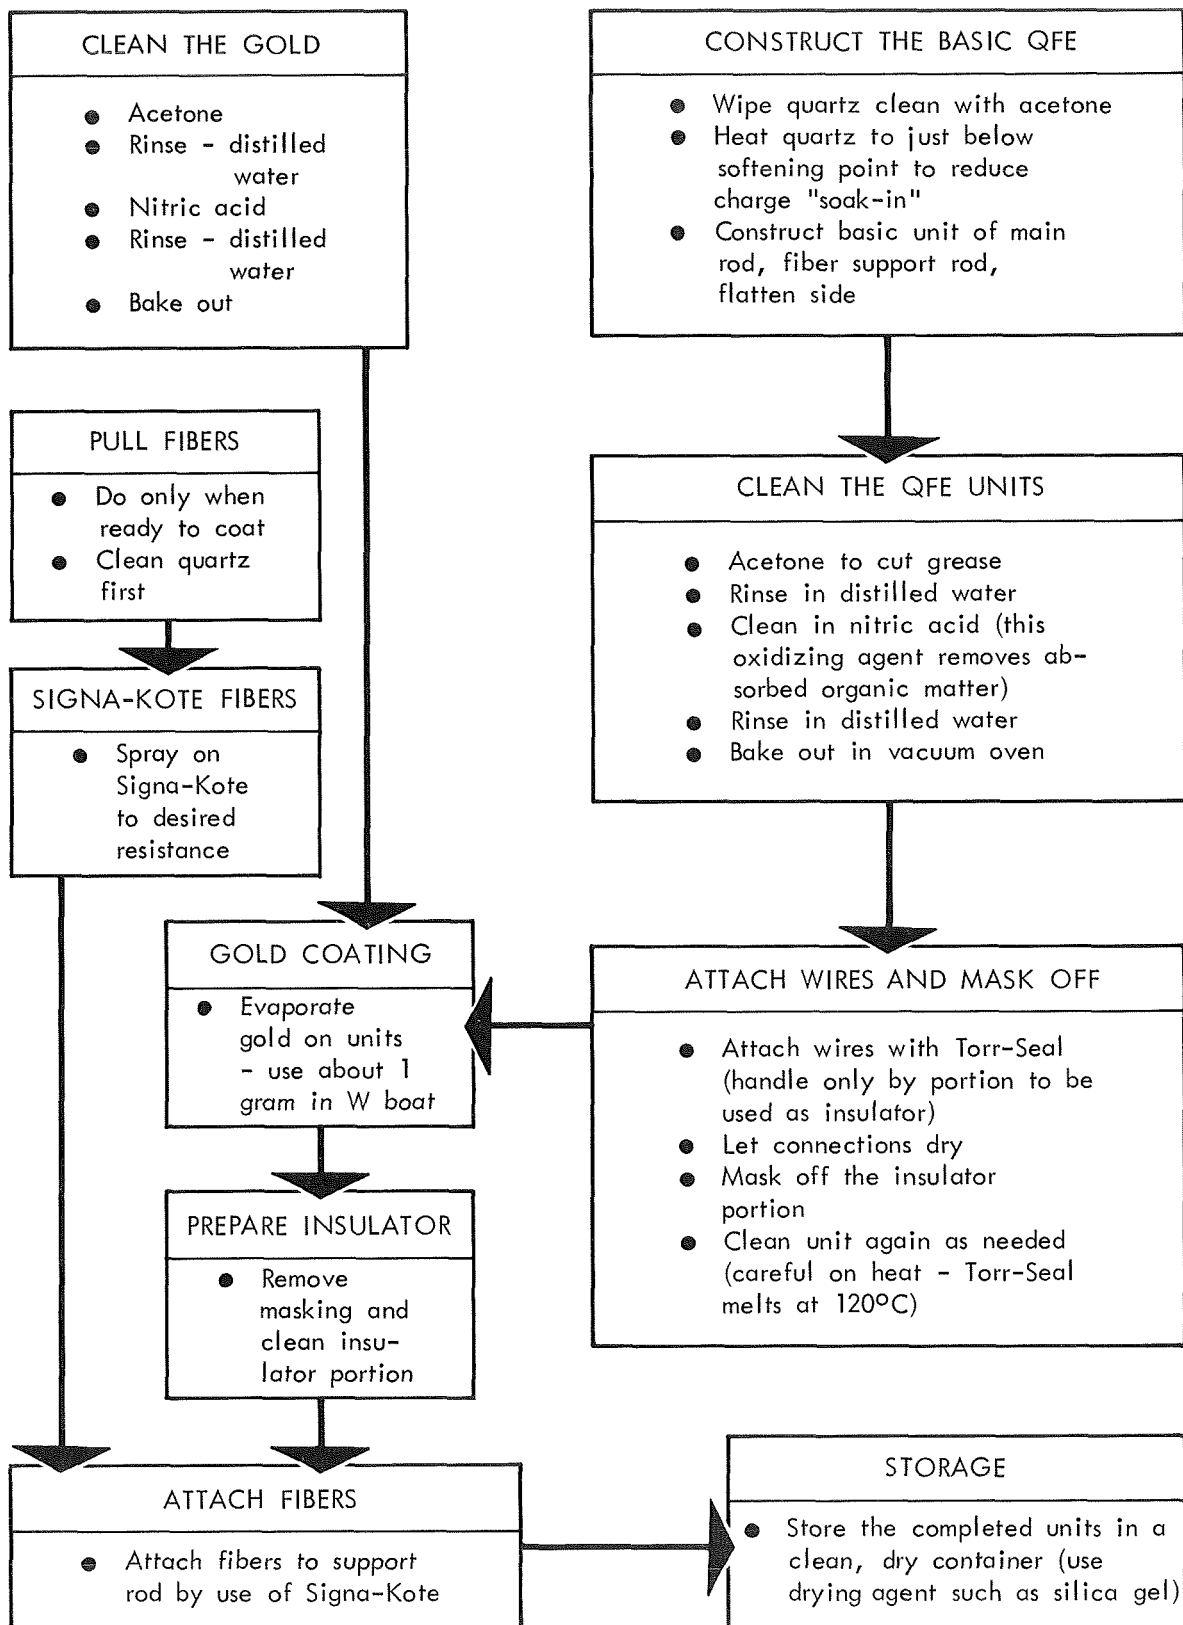 CLEAN THE GOLD
● Acetone
● Rinse - distilled
water
● Nitric acid
● Rinse - distilled
water
● Bake out
CONSTRUCT THE BASIC QFE
● Wipe quartz clean with acetone
● Heat quartz to just below
softening point to reduce
charge "soak-in"
● Construct basic unit of main
rod, fiber support rod,
flatten side
PULL FIBERS
● Do only when
ready to coat
● Clean quartz
first
CLEAN THE QFE UNITS
● Acetone to cut grease
● Rinse in distilled water
● Clean in nitric acid (this
oxidizing agent removes ab-
sorbed organic matter)
● Rinse in distilled water
● Bake out in vacuum oven
SIGNA-KOTE FIBERS
● Spray on
Signa-Kote
to desired
resistance
GOLD COATING
● Evaporate
gold on units
- use about 1
gram in W boat
ATTACH WIRES AND MASK OFF
● Attach wires with Torr-Seal
(handle only by portion to be
used as insulator)
● Let connections dry
● Mask off the insulator
portion
● Clean unit again as needed
(careful on heat - Torr-Seal
melts at 120°C)
PREPARE INSULATOR
● Remove
masking and
clean insu-
lator portion
ATTACH FIBERS
● Attach fibers to support
rod by use of Signa-Kote
STORAGE
● Store the completed units in a
clean, dry container (use
drying agent such as silica gel)